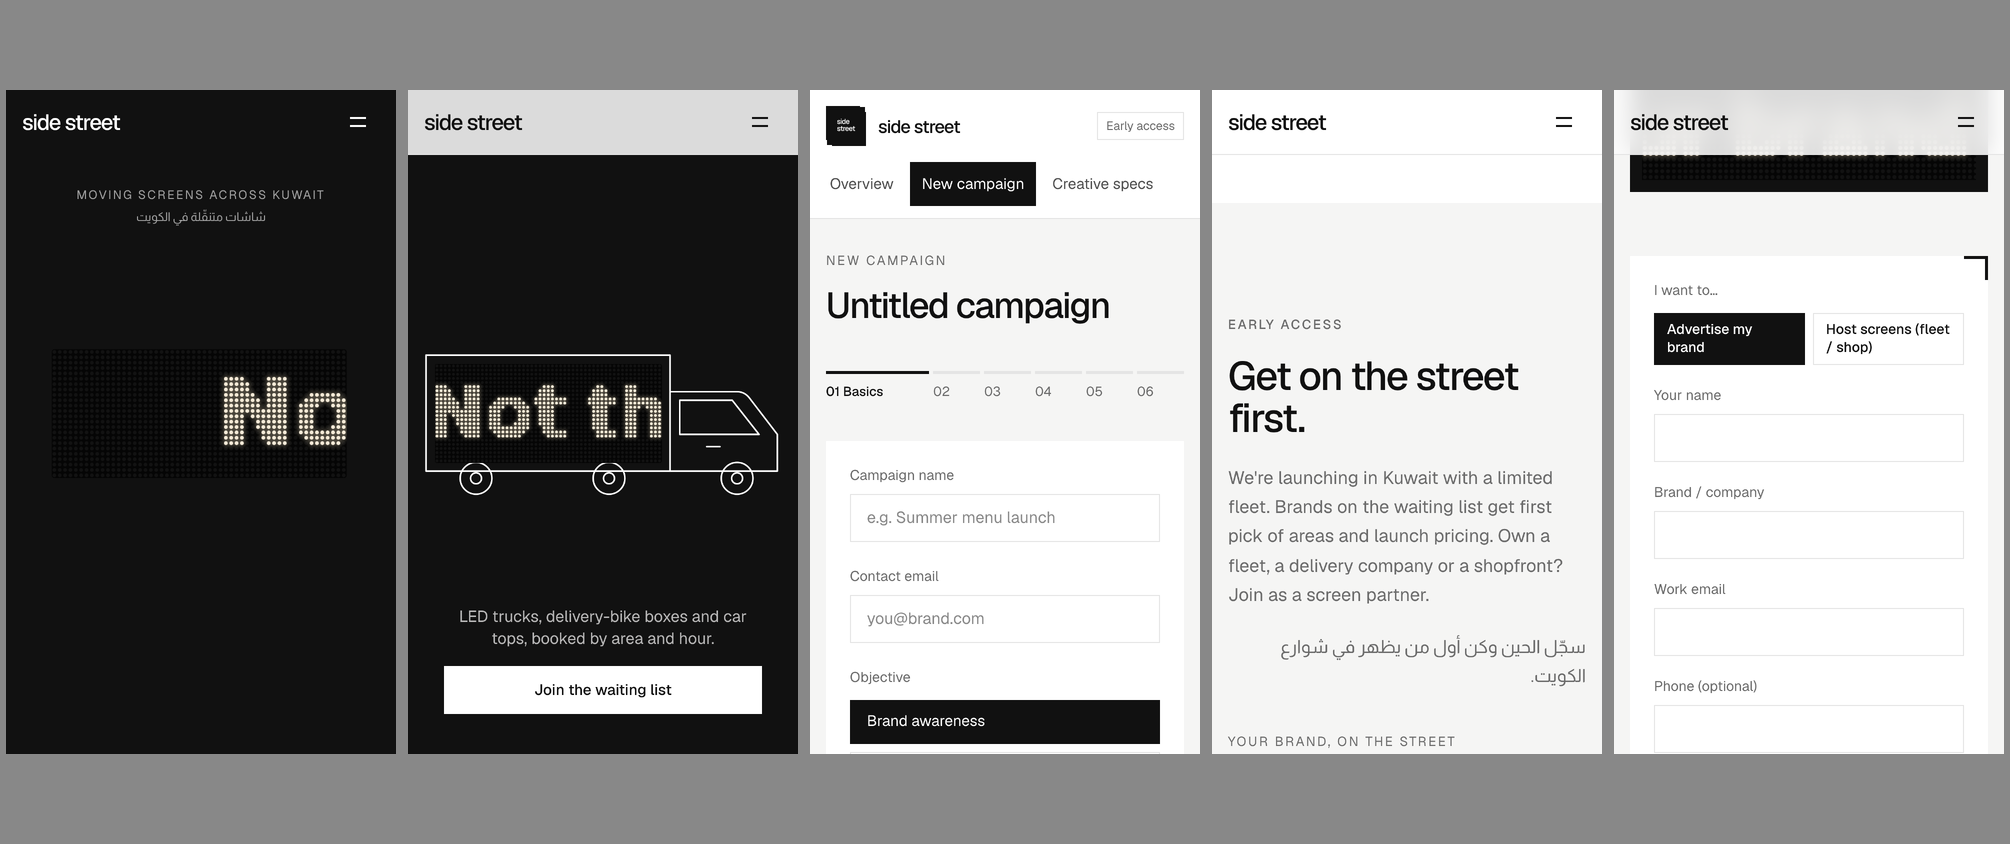 side street
MOVING SCREENS ACROSS KUWAIT
شاشات متنقّلة في الكويت
No
side street
Not th
LED trucks, delivery-bike boxes and car
tops, booked by area and hour.
Join the waiting list
side
street
side street
Early access
Overview
New campaign
Creative specs
NEW CAMPAIGN
Untitled campaign
01 Basics
02
03
04
05
06
Campaign name
e.g. Summer menu launch
Contact email
you@brand.com
Objective
Brand awareness
side street
EARLY ACCESS
Get on the street
first.
We're launching in Kuwait with a limited
fleet. Brands on the waiting list get first
pick of areas and launch pricing. Own a
fleet, a delivery company or a shopfront?
Join as a screen partner.
سجّل الحين وكن أول من يظهر في شوارع
الكويت.
YOUR BRAND, ON THE STREET
side street
I want to...
Advertise my
brand
Host screens (fleet
/ shop)
Your name
Brand / company
Work email
Phone (optional)